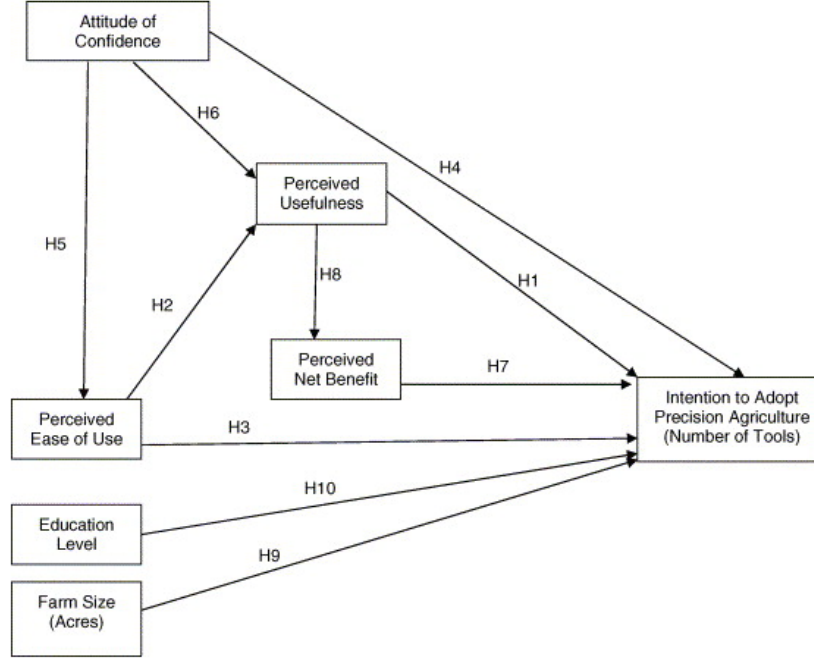 Attitude of
Confidence
H6
H4
Perceived
Usefulness
H5
H8
H1
H2
Perceived
Net Benefit
H7
Intention to Adopt
Precision Agriculture
(Number of Tools)
Perceived
Ease of Use
H3
H10
Education
Level
H9
Farm Size
(Acres)